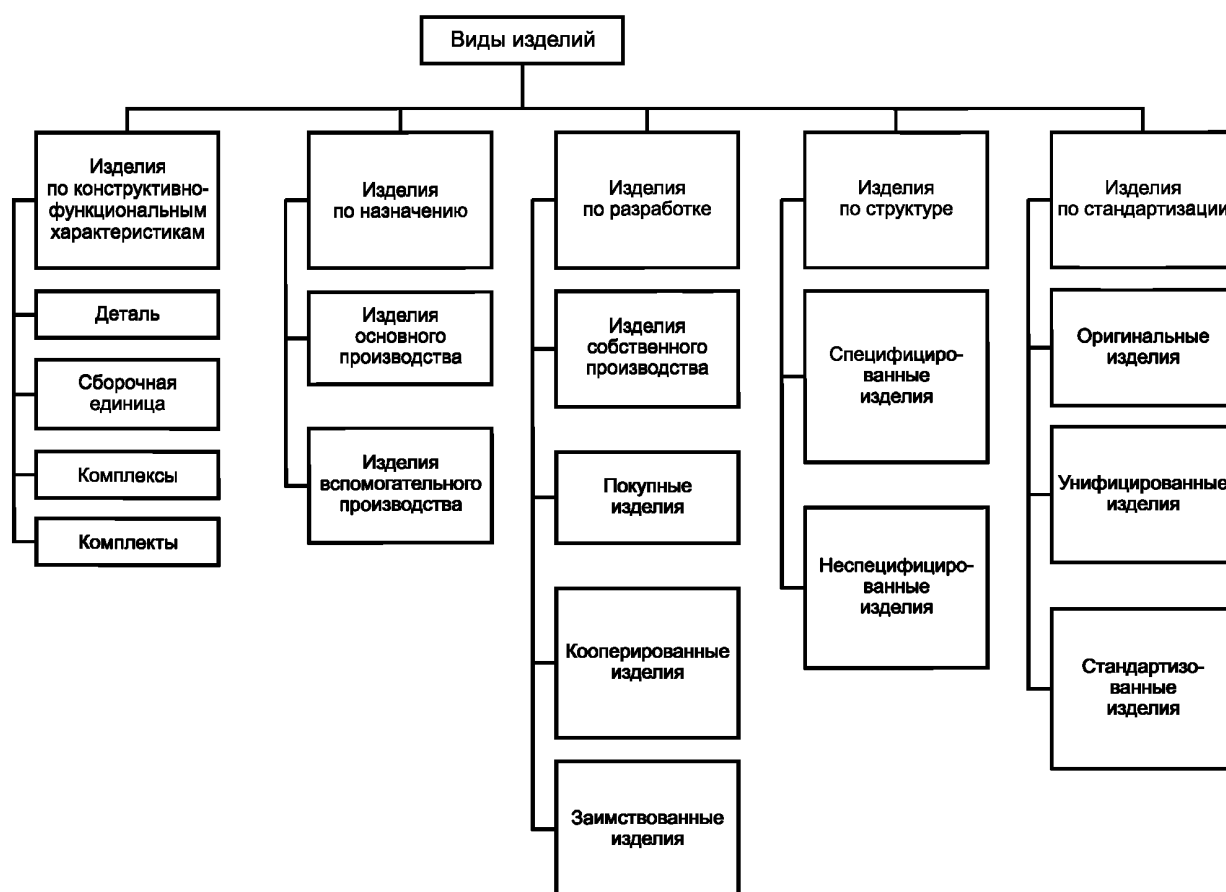 Виды изделий
Изделия
по конструктивно-
функциональным
характеристикам
Деталь
Сборочная
единица
Комплексы
Комплекты
Изделия
по назначению
Изделия
основного
производства
Изделия
вспомогательного
производства
Изделия
по разработке
Изделия
собственного
производства
Покупные
изделия
Кооперированные
изделия
Заимствованные
изделия
Изделия
по структуре
Специфициро-
ванные
изделия
Неспецифициро-
ванные
изделия
Изделия
по стандартизации
Оригинальные
изделия
Унифицированные
изделия
Стандартизо-
ванные
изделия